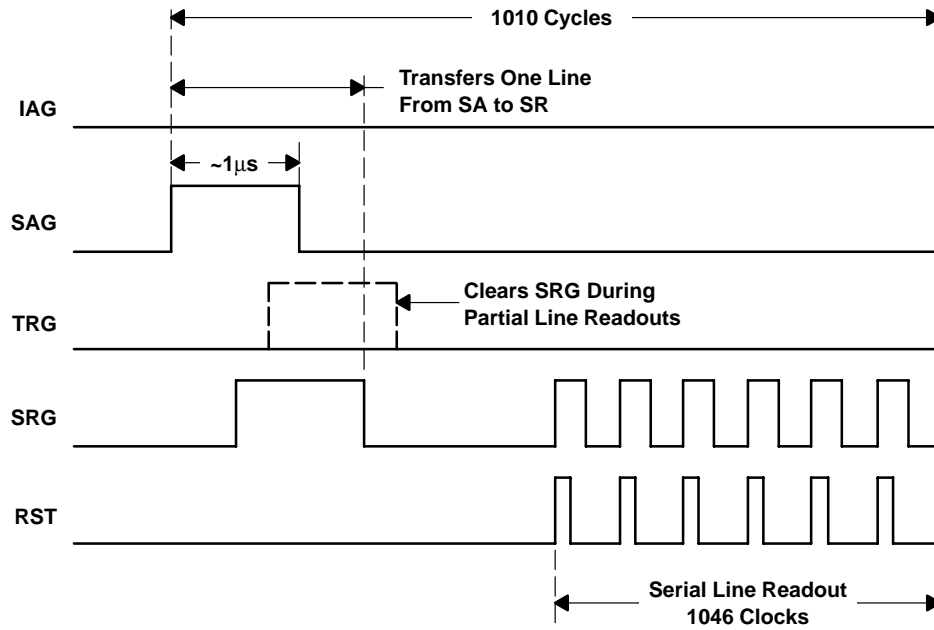 1010 Cycles
Transfers One Line
From SA to SR
IAG
~1μs
SAG
Clears SRG During
Partial Line Readouts
TRG
SRG
RST
Serial Line Readout
1046 Clocks